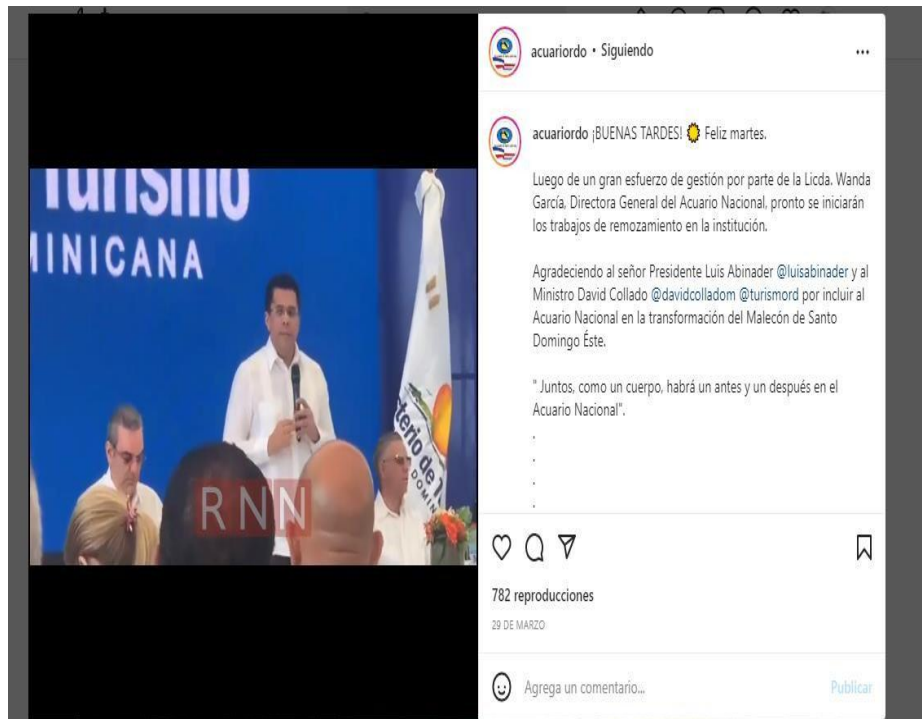 Turismo
MINICANA
RNN
terio de T
DOMIN
acuariordo • Siguiendo
acuariordo ¡BUENAS TARDES! Feliz martes.
Luego de un gran esfuerzo de gestión por parte de la Licda. Wanda
García, Directora General del Acuario Nacional, pronto se iniciarán
los trabajos de remozamiento en la institución.
Agradeciendo al señor Presidente Luis Abinader @luisabinader y al
Ministro David Collado @davidcolladom @turismord por incluir al
Acuario Nacional en la transformación del Malecón de Santo
Domingo Éste.
" Juntos, como un cuerpo, habrá un antes y un después en el
Acuario Nacional".
.
.
.
.
782 reproducciones
29 DE MARZO
Agrega un comentario...
Publicar